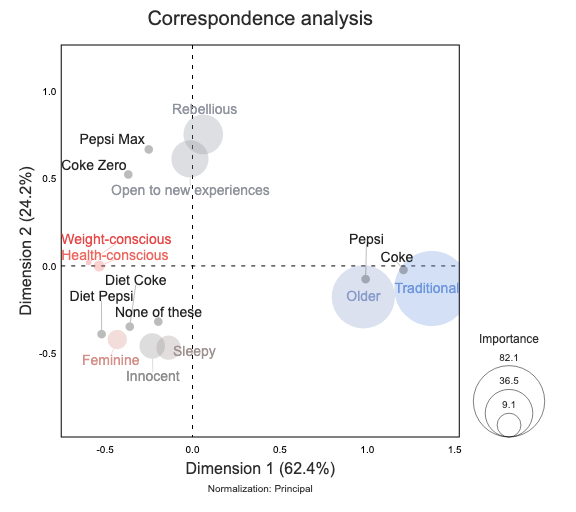 Correspondence analysis
Dimension 2 (24.2%)
1.0
0.5
0.0
-0.5
Rebellious
Pepsi Max
Coke Zero
Open to new experiences
Weight-conscious
Health-conscious
Pepsi
Coke
Diet Coke
Diet Pepsi
Older
Traditional
None of these
Sleepy
Feminine
Innocent
Importance
82.1
36.5
9.1
-0.5
0.0
0.5
1.0
1.5
Dimension 1 (62.4%)
Normalization: Principal